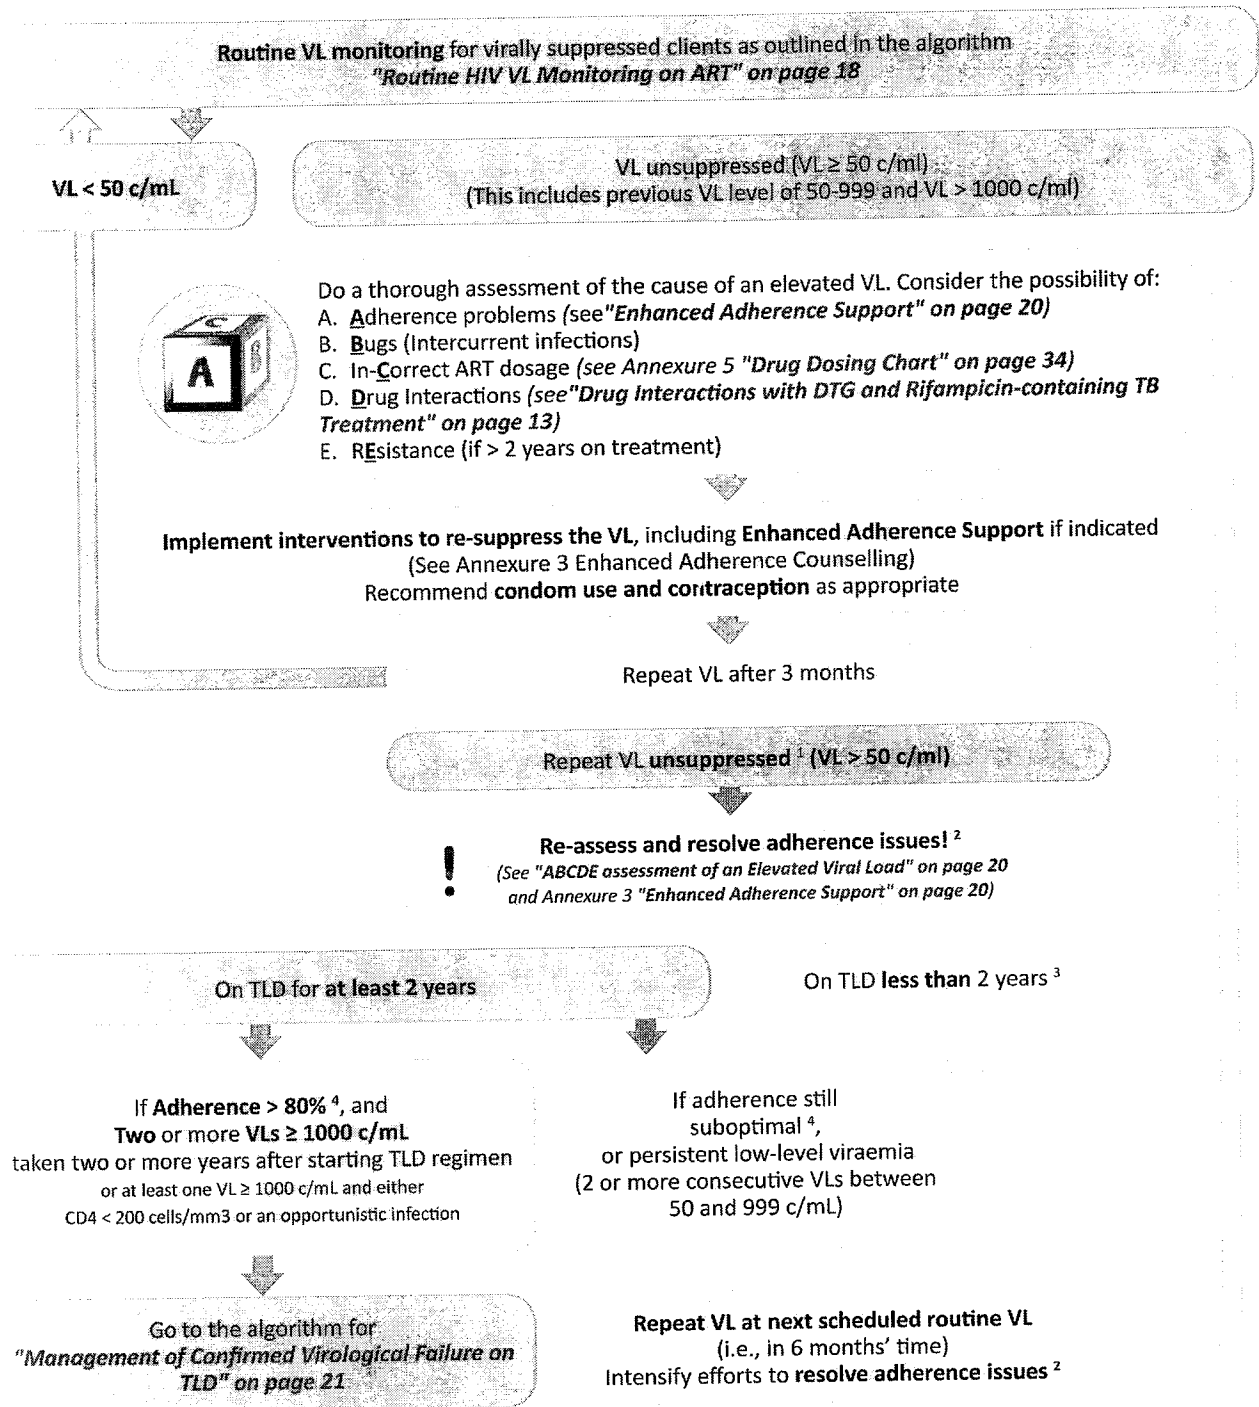 Routine VL monitoring for virally suppressed clients as outlined in the algorithm
"Routine HIV VL Monitoring on ART" on page 18
VL < 50 c/mL
VL unsuppressed (VL ≥ 50 c/ml)
(This includes previous VL level of 50-999 and VL > 1000 c/ml)
C
A
B
Do a thorough assessment of the cause of an elevated VL. Consider the possibility of:
A. Adherence problems (see"Enhanced Adherence Support" on page 20)
B. Bugs (Intercurrent infections)
C. In-Correct ART dosage (see Annexure 5 "Drug Dosing Chart" on page 34)
D. Drug Interactions (see"Drug Interactions with DTG and Rifampicin-containing TB
Treatment" on page 13)
E. REsistance (if > 2 years on treatment)
Implement interventions to re-suppress the VL, including Enhanced Adherence Support if indicated
(See Annexure 3 Enhanced Adherence Counselling)
Recommend condom use and contraception as appropriate
Repeat VL after 3 months
Repeat VL unsuppressed ¹ (VL > 50 c/ml)
! Re-assess and resolve adherence issues! ²
(See "ABCDE assessment of an Elevated Viral Load" on page 20
and Annexure 3 "Enhanced Adherence Support" on page 20)
On TLD for at least 2 years
On TLD less than 2 years ³
If Adherence > 80% ⁴, and
Two or more VLs ≥ 1000 c/mL
taken two or more years after starting TLD regimen
or at least one VL ≥ 1000 c/mL and either
CD4 < 200 cells/mm3 or an opportunistic infection
If adherence still
suboptimal ⁴,
or persistent low-level viraemia
(2 or more consecutive VLs between
50 and 999 c/mL)
Go to the algorithm for
"Management of Confirmed Virological Failure on
TLD" on page 21
Repeat VL at next scheduled routine VL
(i.e., in 6 months' time)
Intensify efforts to resolve adherence issues ²